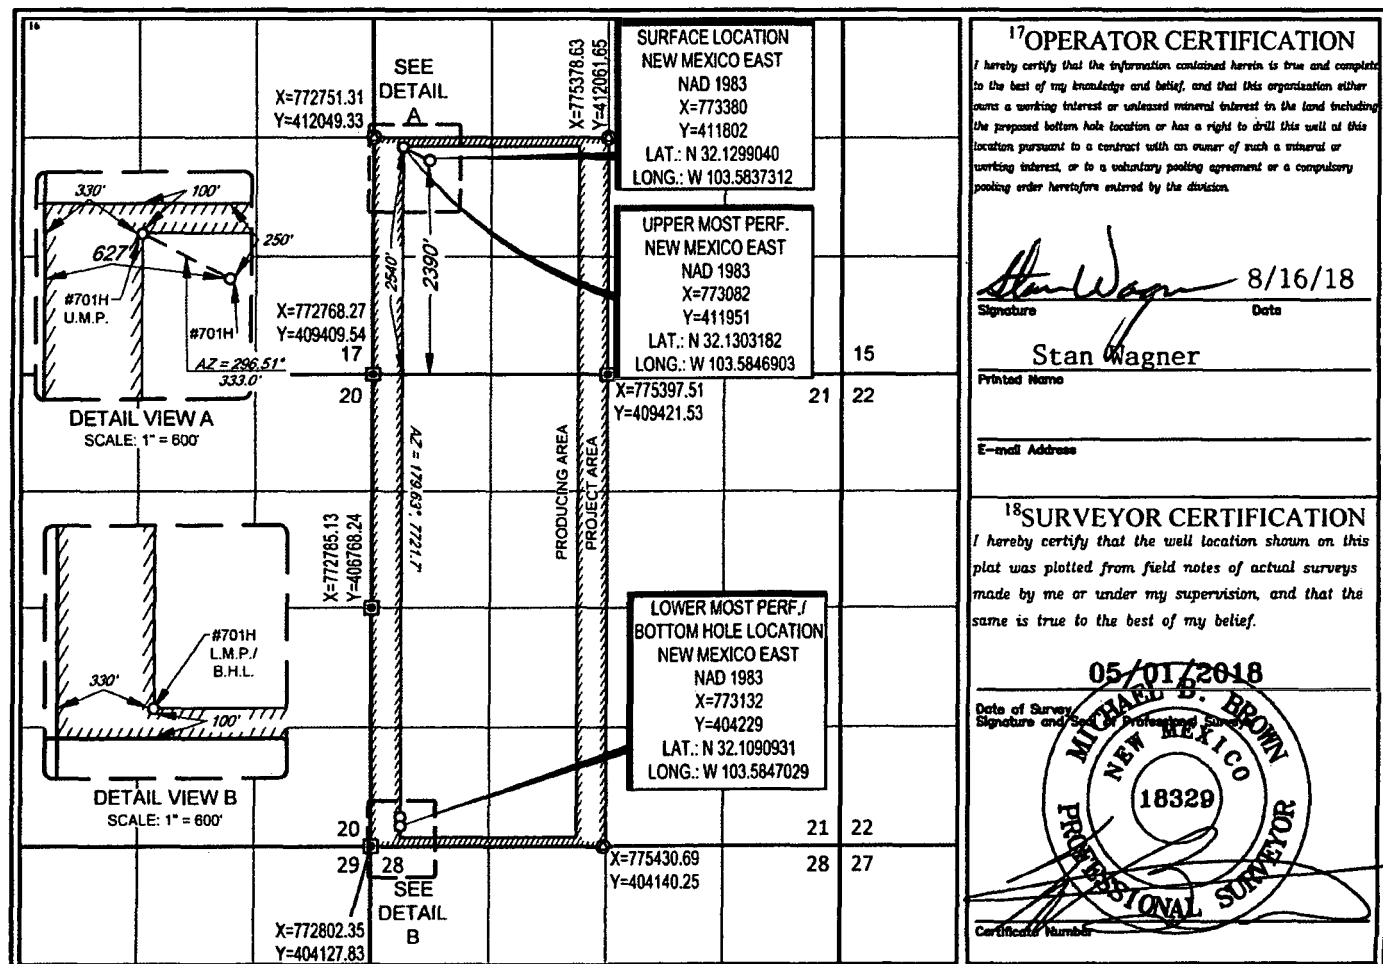 16
SEE
DETAIL
A
X=772751.31
Y=412049.33
X=775378.63
Y=412061.65
SURFACE LOCATION
NEW MEXICO EAST
NAD 1983
X=773380
Y=411802
LAT.: N 32.1299040
LONG.: W 103.5837312
UPPER MOST PERF.
NEW MEXICO EAST
NAD 1983
X=773082
Y=411951
LAT.: N 32.1303182
LONG.: W 103.5846903
330'
100'
627'
250'
#701H
U.M.P.
#701H
AZ = 296.51°
333.0'
DETAIL VIEW A
SCALE: 1" = 600'
2640'
2390'
X=772768.27
Y=409409.54
17
20
15
21
22
X=775397.51
Y=409421.53
AZ = 179.63°, 7721.7'
PRODUCING AREA
PROJECT AREA
X=772785.13
Y=406768.24
#701H
L.M.P./
B.H.L.
330'
100'
DETAIL VIEW B
SCALE: 1" = 600'
LOWER MOST PERF./
BOTTOM HOLE LOCATION
NEW MEXICO EAST
NAD 1983
X=773132
Y=404229
LAT.: N 32.1090931
LONG.: W 103.5847029
20
29
28
21
22
28
27
SEE
DETAIL
B
X=775430.69
Y=404140.25
X=772802.35
Y=404127.83
17OPERATOR CERTIFICATION
I hereby certify that the information contained herein is true and complete
to the best of my knowledge and belief, and that this organization either
owns a working interest or unleased mineral interest in the land including
the proposed bottom hole location or has a right to drill this well at this
location pursuant to a contract with an owner of such a mineral or
working interest, or to a voluntary pooling agreement or a compulsory
pooling order heretofore entered by the division.
Stan Wagner
8/16/18
Signature
Date
Stan Wagner
Printed Name
E-mail Address
18SURVEYOR CERTIFICATION
I hereby certify that the well location shown on this
plat was plotted from field notes of actual surveys
made by me or under my supervision, and that the
same is true to the best of my belief.
05/01/2018
Date of Survey
Signature and Seal of Professional Surveyor
MICHAEL B. BROWN
NEW MEXICO
18329
PROFESSIONAL SURVEYOR
Certificate Number